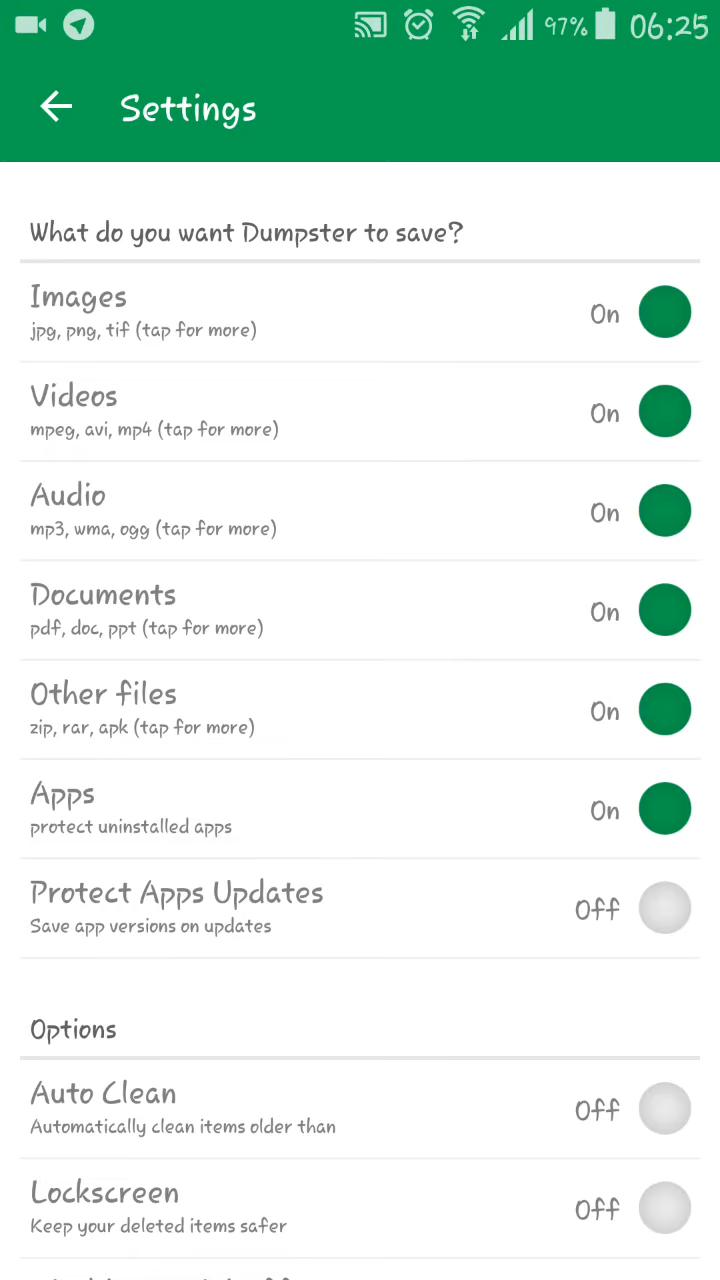 97% 06:25
Settings
What do you want Dumpster to save?
Images
jpg, png, tif (tap for more)
On
Videos
mpeg, avi, mp4 (tap for more)
On
Audio
mp3, wma, ogg (tap for more)
On
Documents
pdf, doc, ppt (tap for more)
On
Other files
zip, rar, apk (tap for more)
On
Apps
protect uninstalled apps
On
Protect Apps Updates
Save app versions on updates
Off
Options
Auto Clean
Automatically clean items older than
Off
Lockscreen
Keep your deleted items safer
Off